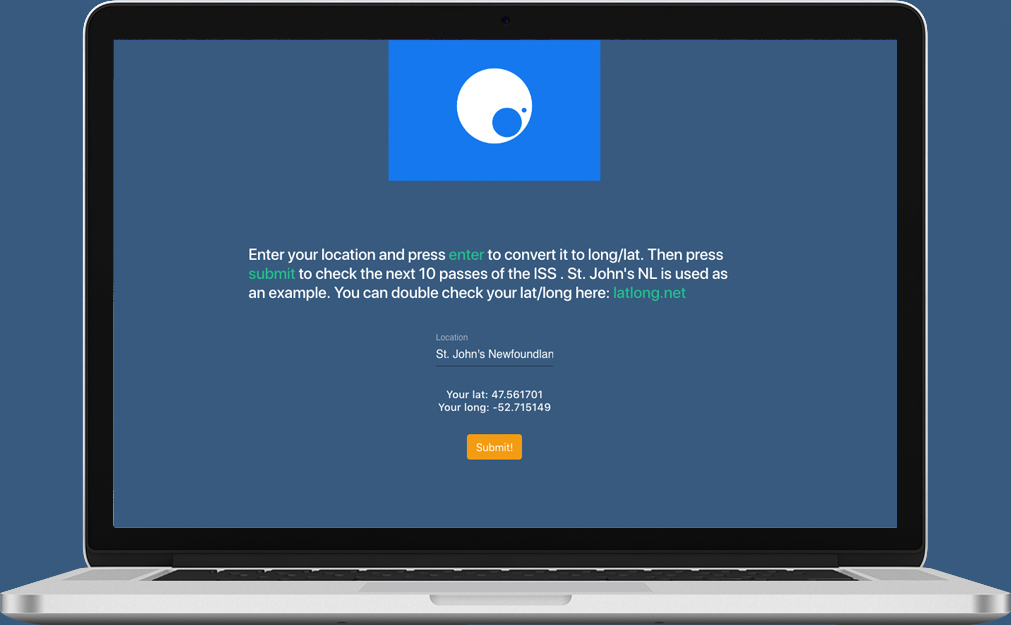 Enter your location and press enter to convert it to long/lat. Then press
submit to check the next 10 passes of the ISS . St. John's NL is used as
an example. You can double check your lat/long here: latlong.net
Location
St. John's Newfoundlan
Your lat: 47.561701
Your long: -52.715149
Submit!